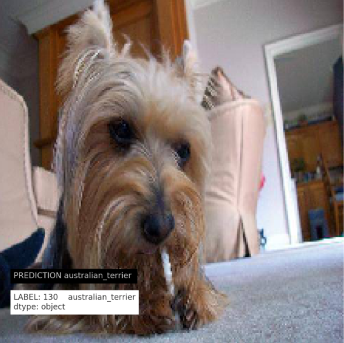 PREDICTION australian_terrier
LABEL: 130    australian_terrier
dtype: object